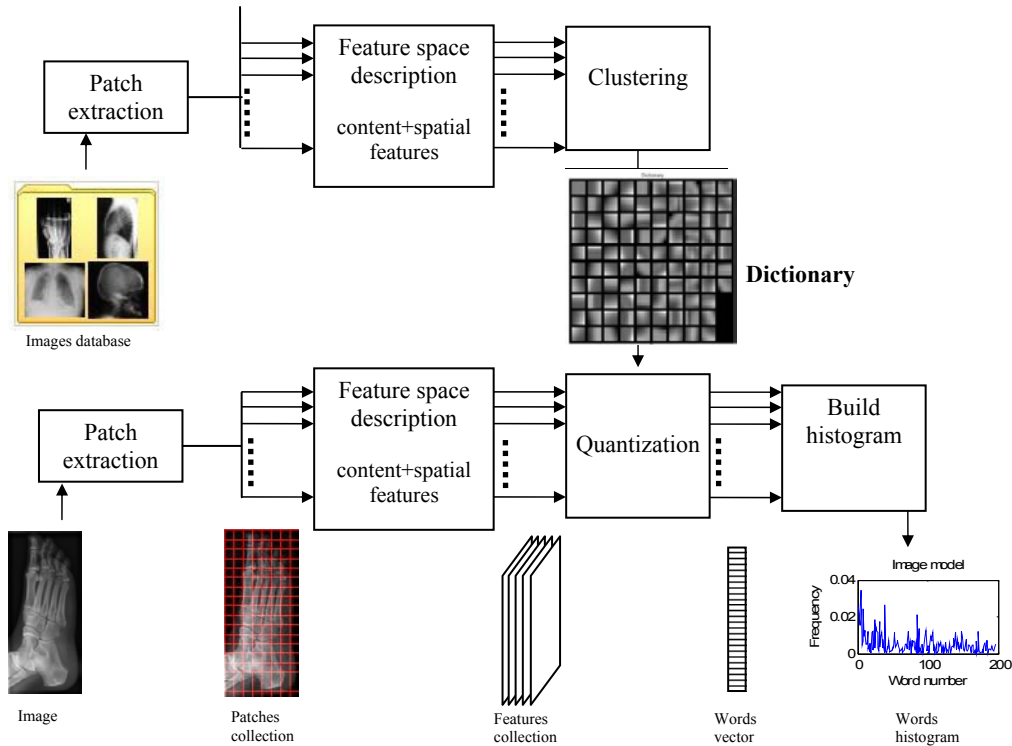 Patch
extraction
Feature space
description
content+spatial
features
Clustering
Images database
Dictionary
Dictionary
Patch
extraction
Feature space
description
content+spatial
features
Quantization
Build
histogram
Image model
Frequency
0.04
0.02
0
0
100
200
Word number
Image
Patches
collection
Features
collection
Words
vector
Words
histogram